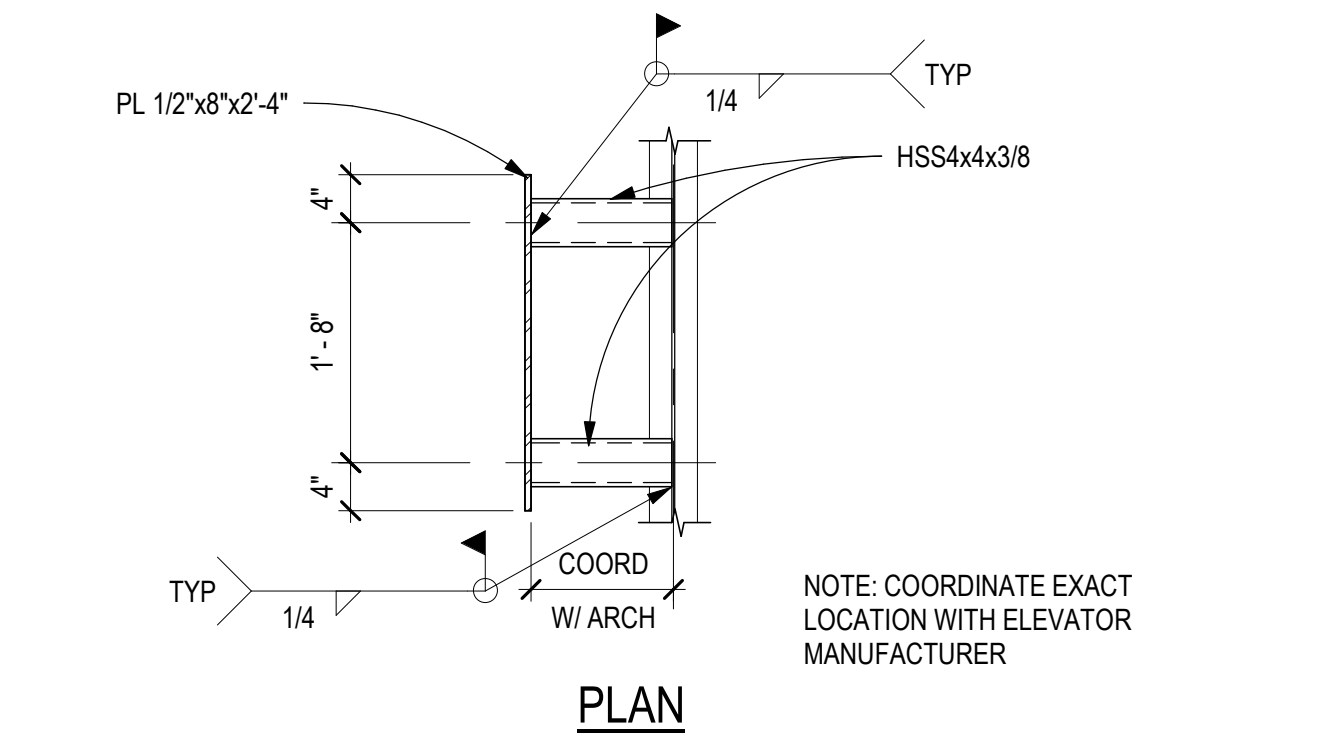 TYP
1/4
PL 1/2"x8"x2'-4"
HSS4x4x3/8
4"
1' - 8"
4"
COORD
W/ ARCH
TYP
1/4
NOTE: COORDINATE EXACT
LOCATION WITH ELEVATOR
MANUFACTURER
PLAN